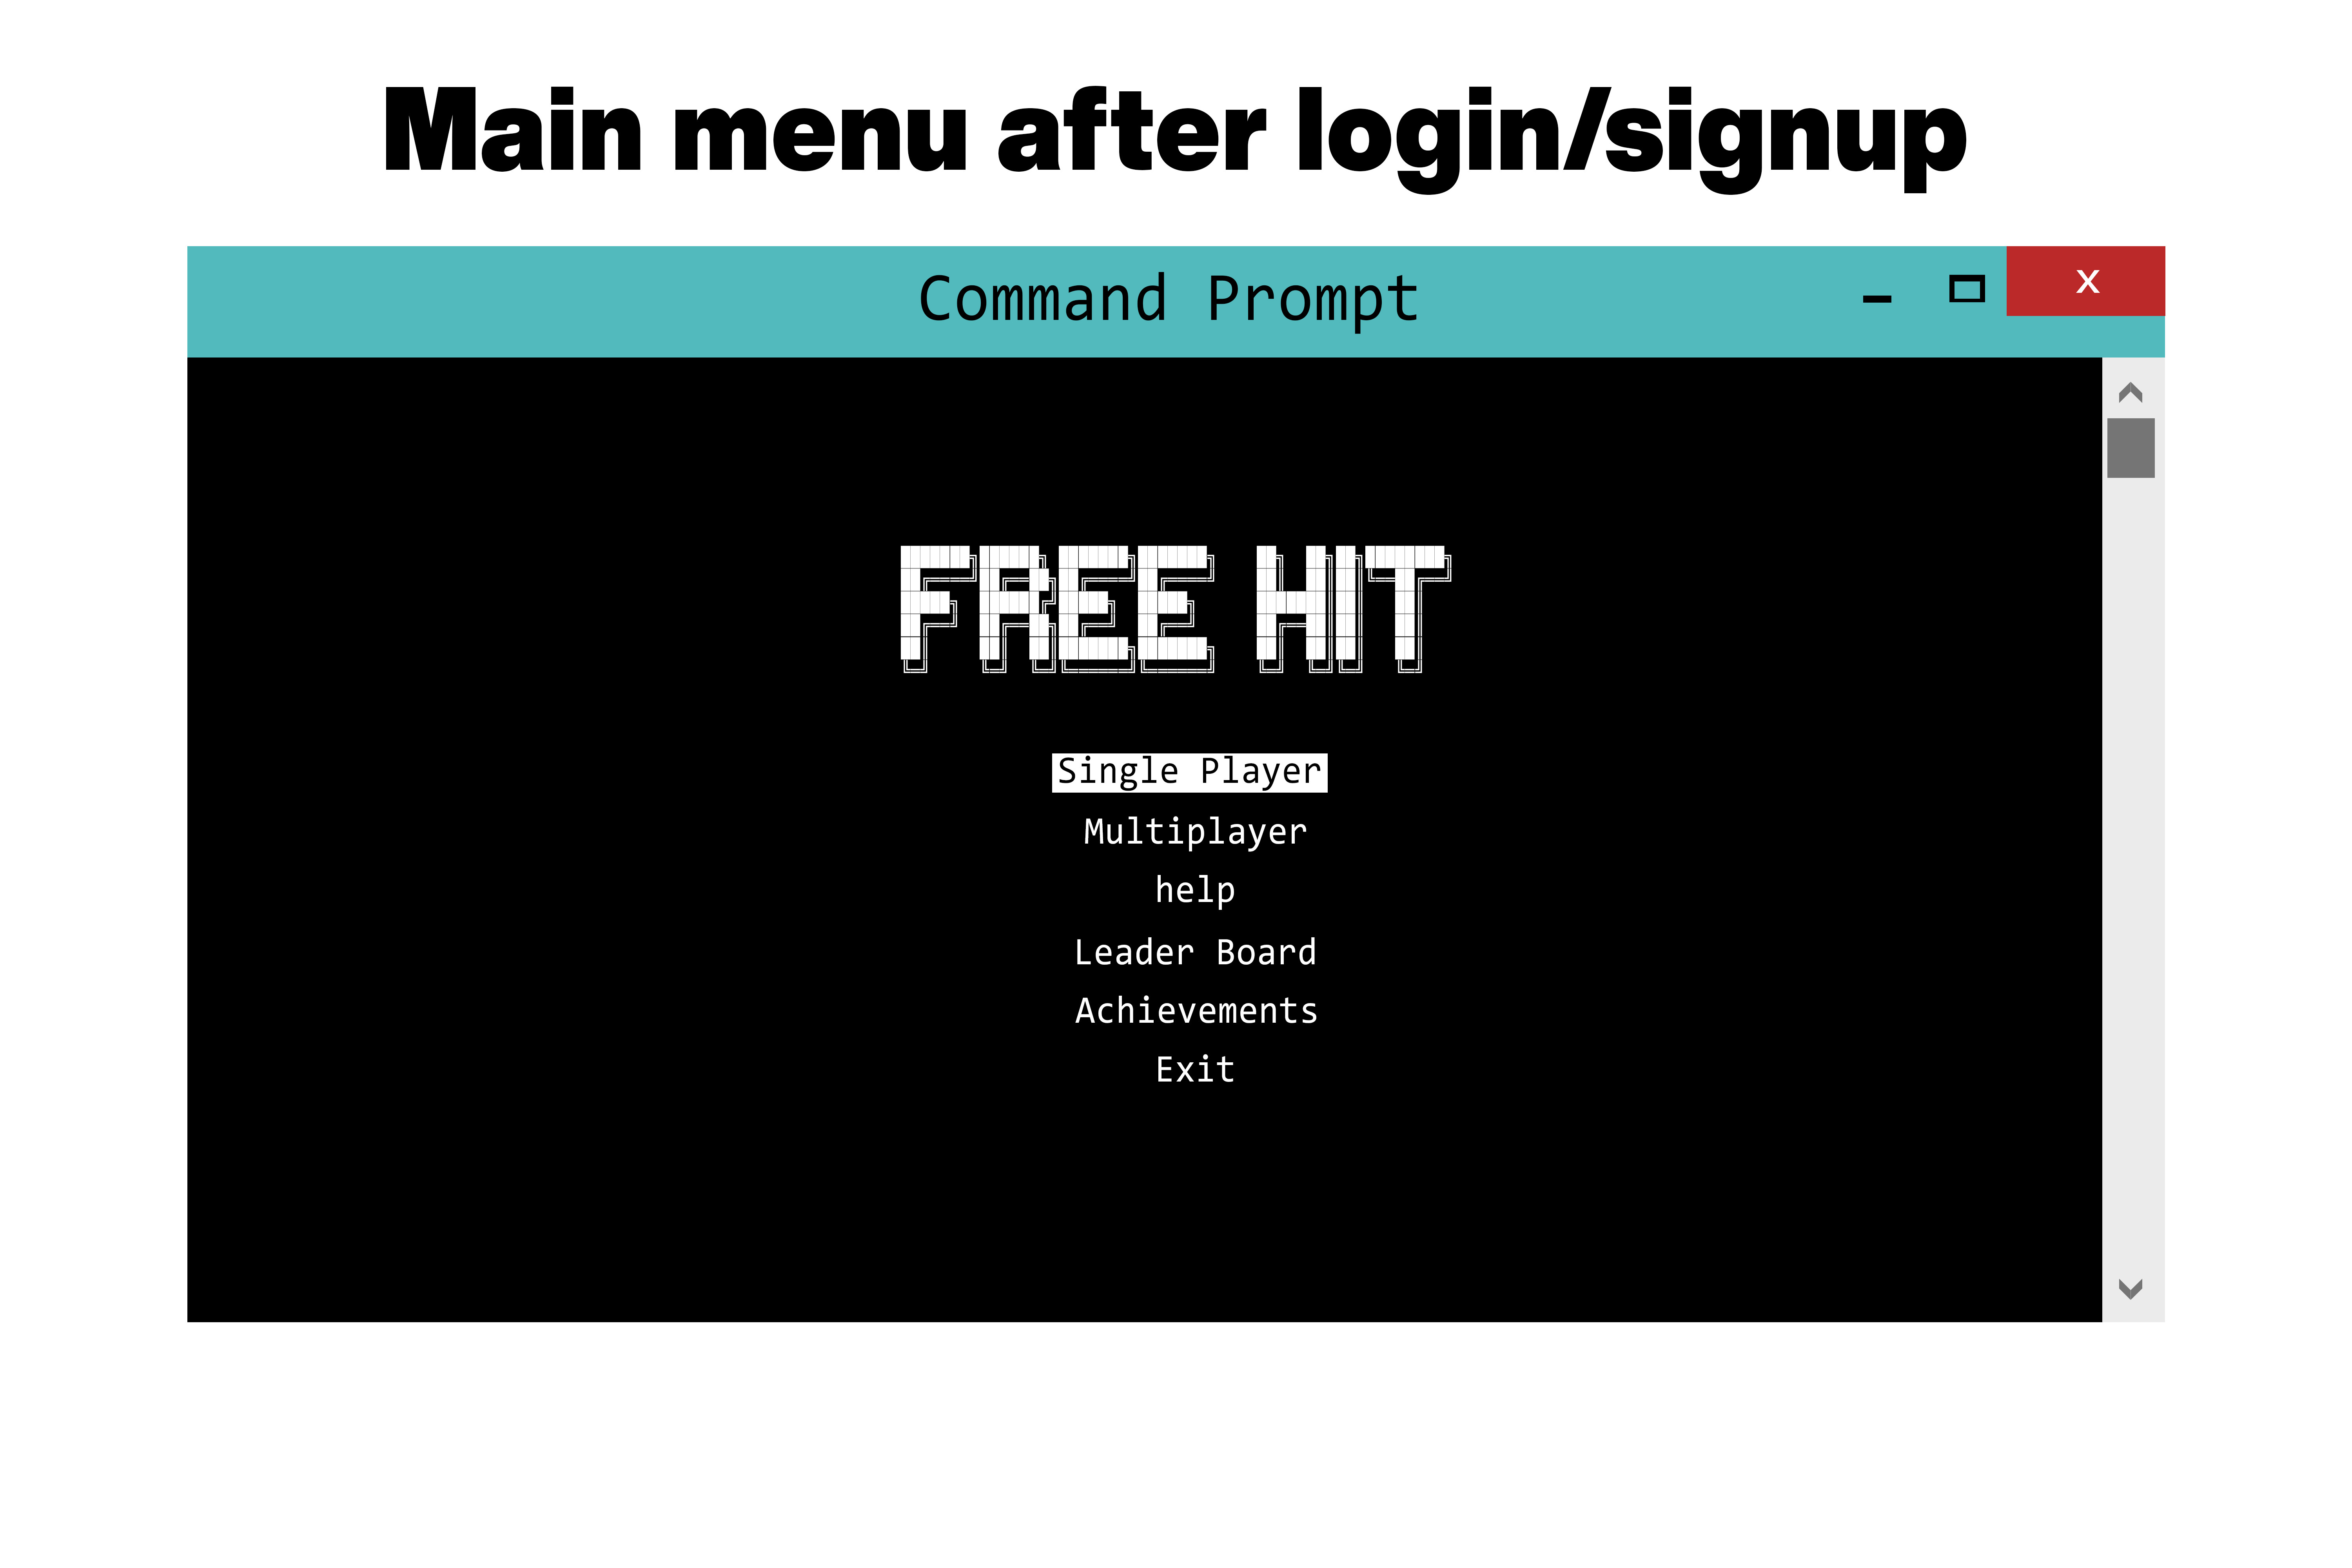 Main menu after login/signup
Command Prompt
X
FREE HIT
Single Player
Multiplayer
help
Leader Board
Achievements
Exit